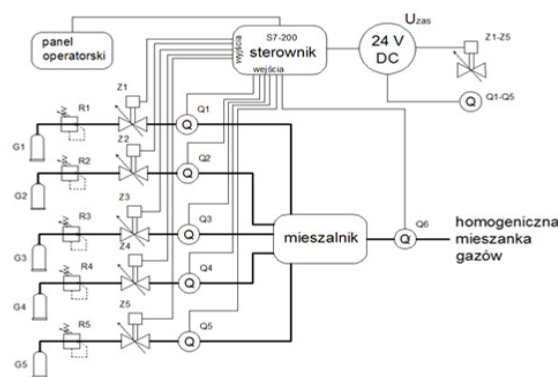 panel
operatorski
S7-200
sterownik
wyjścia
wejścia
24 V
DC
Uzas
Z1-Z5
Q
Q1-Q5
G1
R1
Z1
Q
Q1
G2
R2
Z2
Q
Q2
G3
R3
Z3
Q
Q3
G4
R4
Z4
Q
Q4
G5
R5
Z5
Q
Q5
mieszalnik
Q
Q6
homogeniczna
mieszanka
gazów